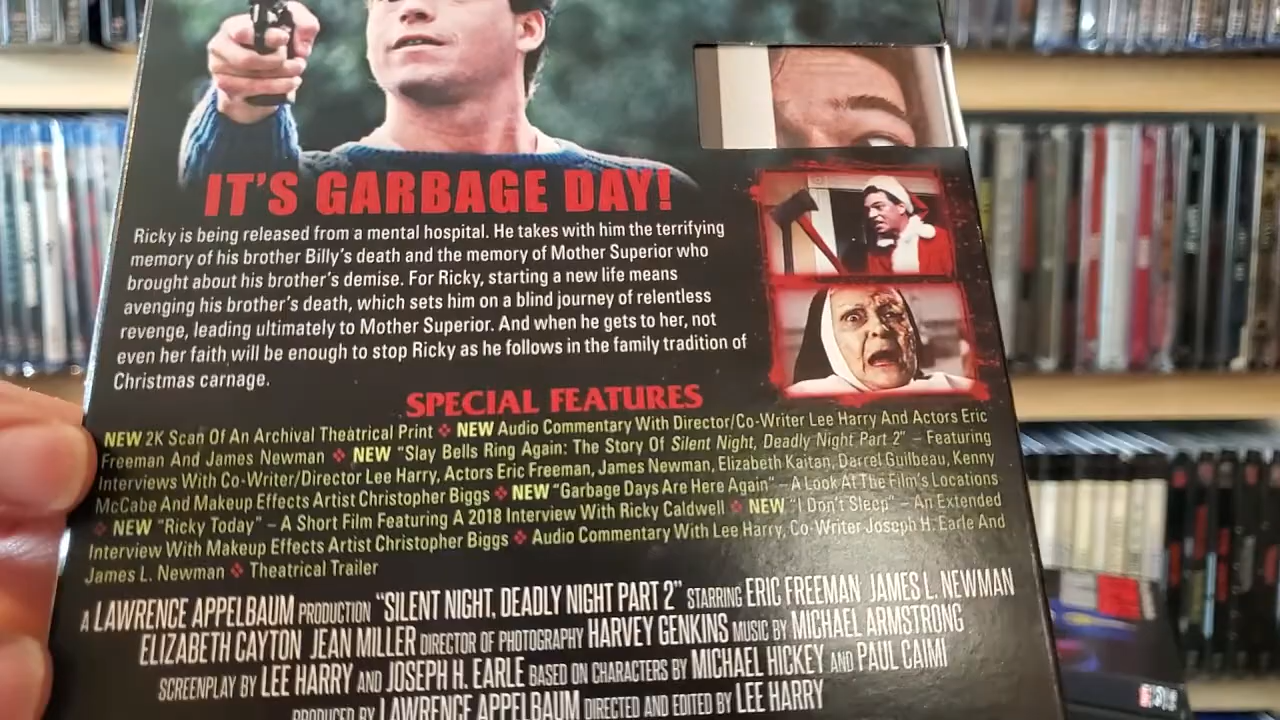 IT'S GARBAGE DAY!
Ricky is being released from a mental hospital. He takes with him the terrifying
memory of his brother Billy's death and the memory of Mother Superior who
brought about his brother's demise. For Ricky, starting a new life means
avenging his brother's death, which sets him on a blind journey of relentless
revenge, leading ultimately to Mother Superior. And when he gets to her, not
even her faith will be enough to stop Ricky as he follows in the family tradition of
Christmas carnage.
SPECIAL FEATURES
NEW 2K Scan Of An Archival Theatrical Print ❖ NEW Audio Commentary With Director/Co-Writer Lee Harry And Actors Eric
Freeman And James Newman ❖ NEW "Slay Bells Ring Again: The Story Of Silent Night, Deadly Night Part 2" – Featuring
Interviews With Co-Writer/Director Lee Harry, Actors Eric Freeman, James Newman, Elizabeth Kaitan, Darrel Guilbeau, Kenny
McCabe And Makeup Effects Artist Christopher Biggs ❖ NEW "Garbage Days Are Here Again" – A Look At The Film's Locations
❖ NEW "Ricky Today" – A Short Film Featuring A 2018 Interview With Ricky Caldwell ❖ NEW "I Don't Sleep" – An Extended
Interview With Makeup Effects Artist Christopher Biggs ❖ Audio Commentary With Lee Harry, Co-Writer Joseph H. Earle And
James L. Newman ❖ Theatrical Trailer
A LAWRENCE APPELBAUM PRODUCTION "SILENT NIGHT, DEADLY NIGHT PART 2" STARRING ERIC FREEMAN JAMES L. NEWMAN
ELIZABETH CAYTON JEAN MILLER DIRECTOR OF PHOTOGRAPHY HARVEY GENKINS MUSIC BY MICHAEL ARMSTRONG
SCREENPLAY BY LEE HARRY AND JOSEPH H. EARLE BASED ON CHARACTERS BY MICHAEL HICKEY AND PAUL CAIMI
PRODUCED BY LAWRENCE APPELBAUM DIRECTED AND EDITED BY LEE HARRY